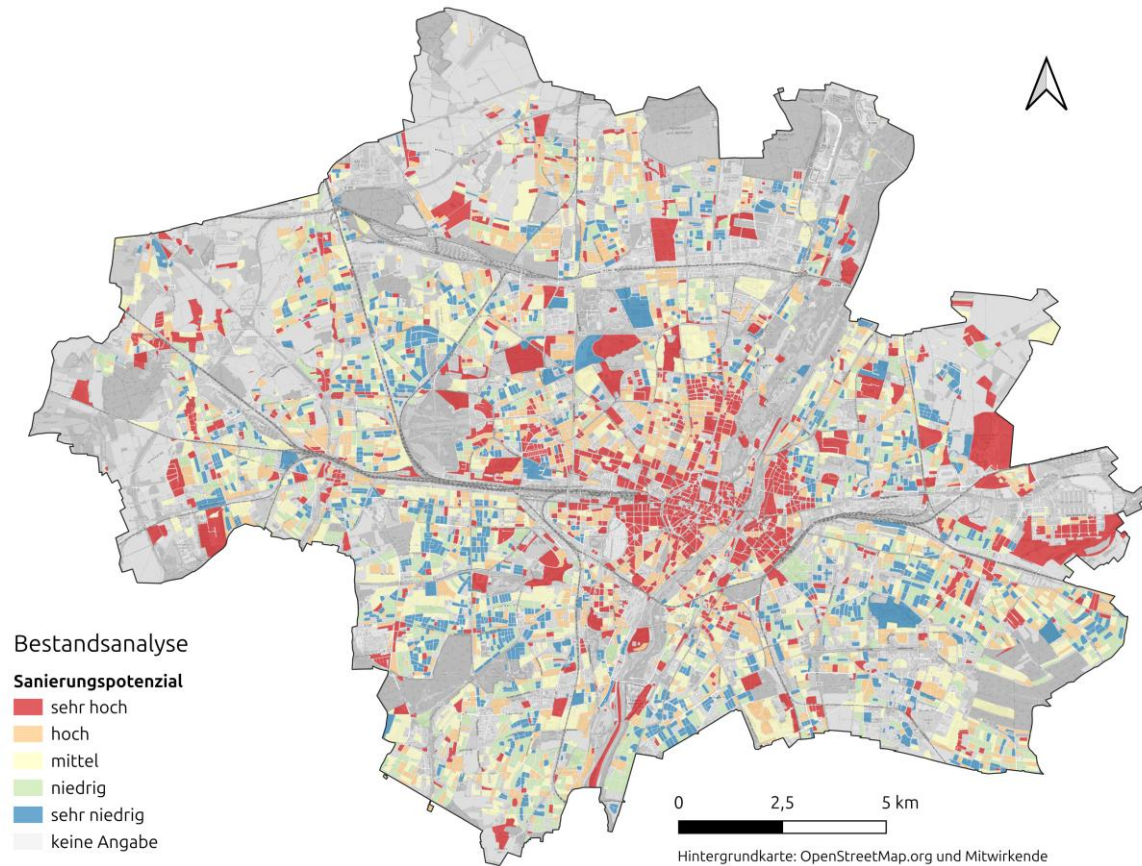 Bestandsanalyse
Sanierungspotenzial
sehr hoch
hoch
mittel
niedrig
sehr niedrig
keine Angabe
0 2,5 5 km
Hintergrundkarte: OpenStreetMap.org und Mitwirkende